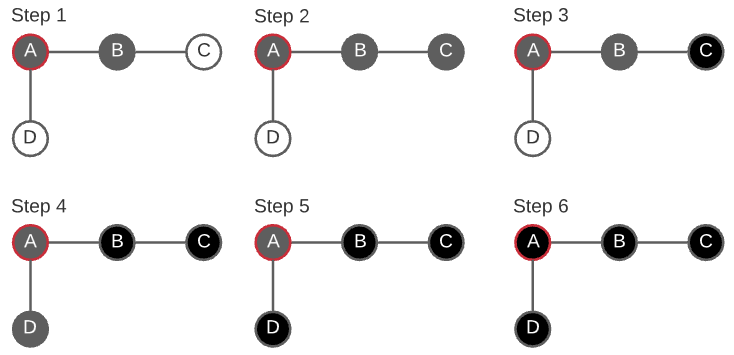 Step 1
A B C
D
Step 2
A B C
D
Step 3
A B C
D
Step 4
A B C
D
Step 5
A B C
D
Step 6
A B C
D